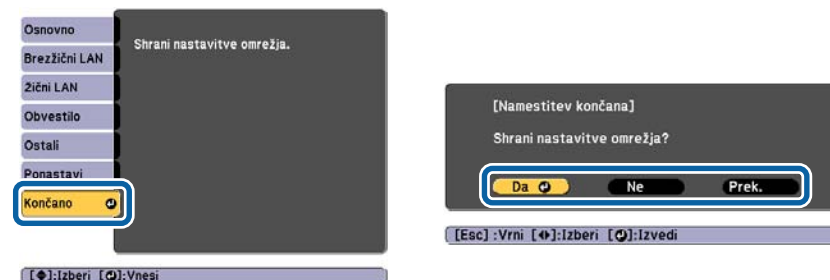 Osnovno
Brezžični LAN
Žični LAN
Obvestilo
Ostali
Ponastavi
Končano
Shrani nastavitve omrežja.
[◆]:Izberi [↵]:Vnesi
[Namestitev končana]
Shrani nastavitve omrežja?
Da ↵ Ne Prek.
[Esc] :Vrni [◀▶]:Izberi [↵]:Izvedi